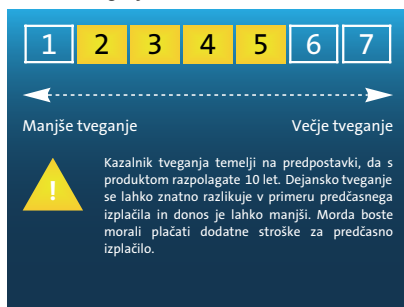 1 2 3 4 5 6 7
Manjše tveganje Večje tveganje
!
Kazalnik tveganja temelji na predpostavki, da s
produktom razpolagate 10 let. Dejansko tveganje
se lahko znatno razlikuje v primeru predčasnega
izplačila in donos je lahko manjši. Morda boste
morali plačati dodatne stroške za predčasno
izplačilo.